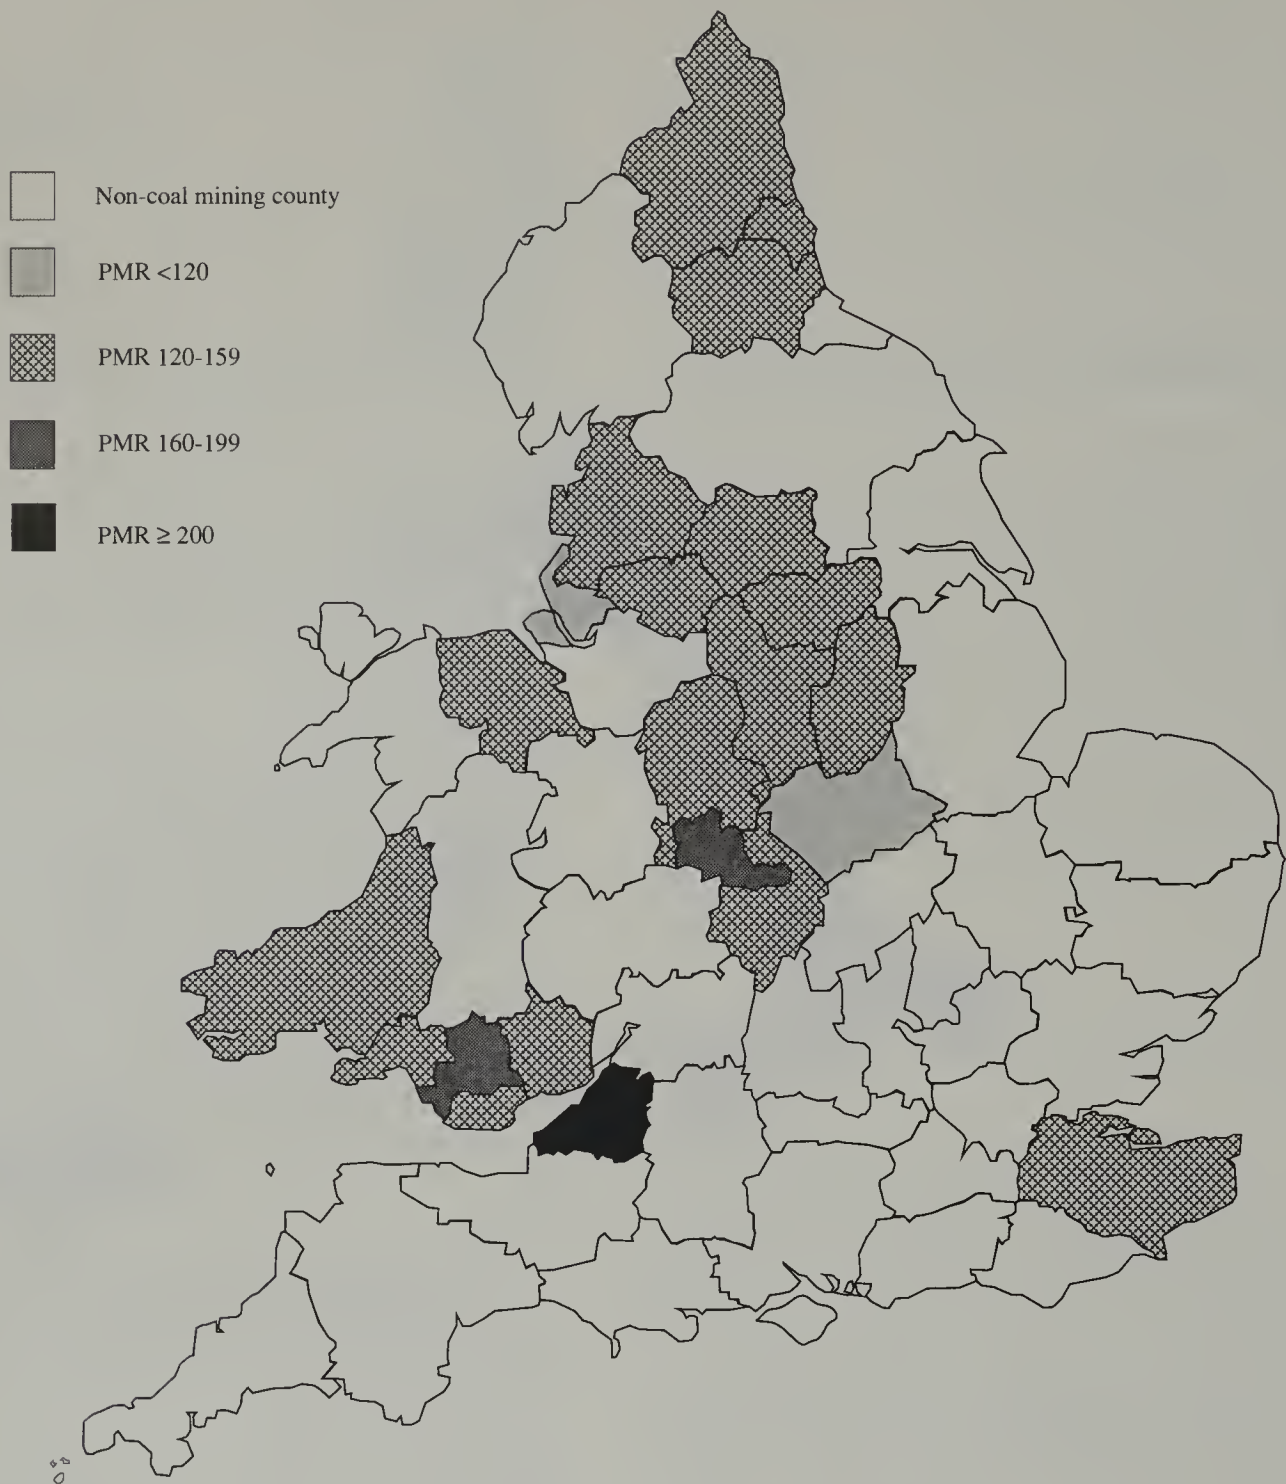 Non-coal mining county
PMR <120
PMR 120-159
PMR 160-199
PMR ≥ 200